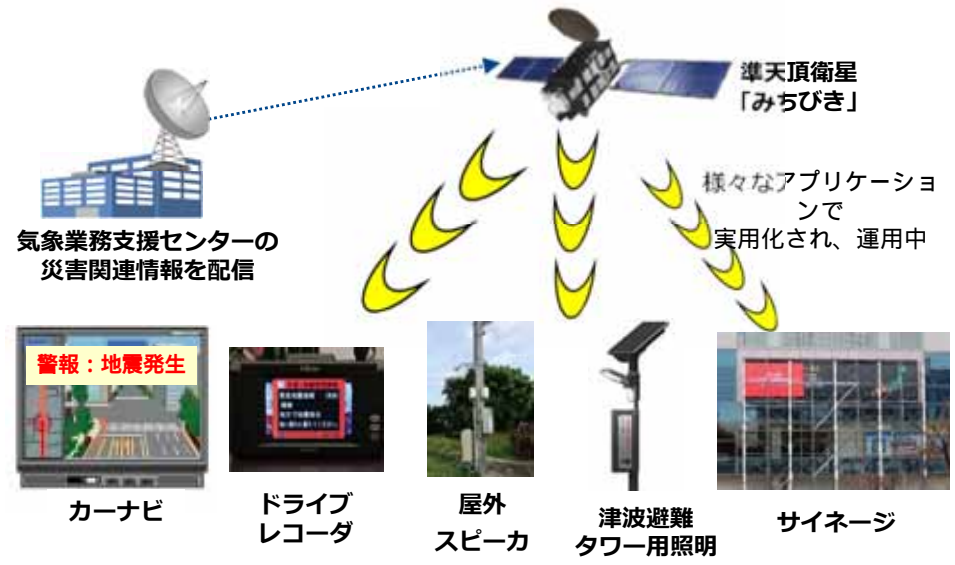 準天頂衛星
「みちびき」
様々なアプリケーショ
ンで
実用化され、運用中
気象業務支援センターの
災害関連情報を配信
警報：地震発生
カーナビ
ドライブ
レコーダ
屋外
スピーカ
津波避難
タワー用照明
サイネージ